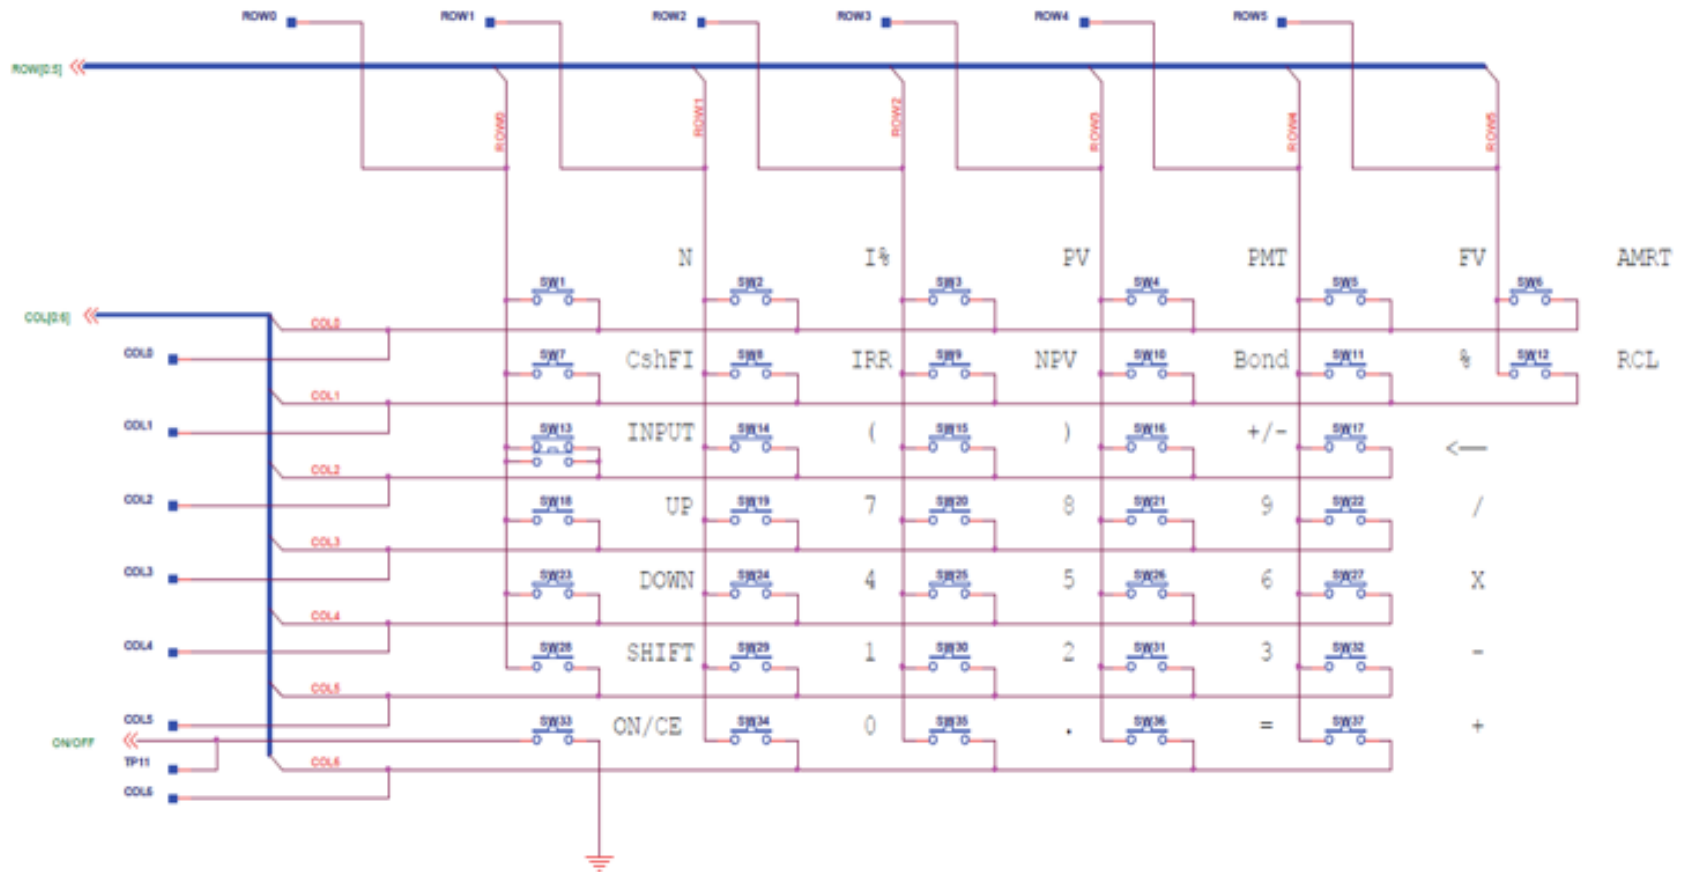 ROW0 ROW1 ROW2 ROW3 ROW4 ROW5
ROW[0:5]
ROW0 ROW1 ROW2 ROW3 ROW4 ROW5
N I% PV PMT FV AMRT
SW1 SW2 SW3 SW4 SW5 SW6
COL[0:6]
COL0
COL0
CshFI IRR NPV Bond % RCL
SW7 SW8 SW9 SW10 SW11 SW12
COL1
COL1
INPUT ( ) +/- <—
SW13 SW14 SW15 SW16 SW17
COL2
COL2
UP 7 8 9 /
SW18 SW19 SW20 SW21 SW22
COL3
COL3
DOWN 4 5 6 X
SW23 SW24 SW25 SW26 SW27
COL4
COL4
SHIFT 1 2 3 -
SW28 SW29 SW30 SW31 SW32
COL5
COL5
ON/CE 0 . = +
SW33 SW34 SW35 SW36 SW37
ON/OFF
TP11
COL6
COL6